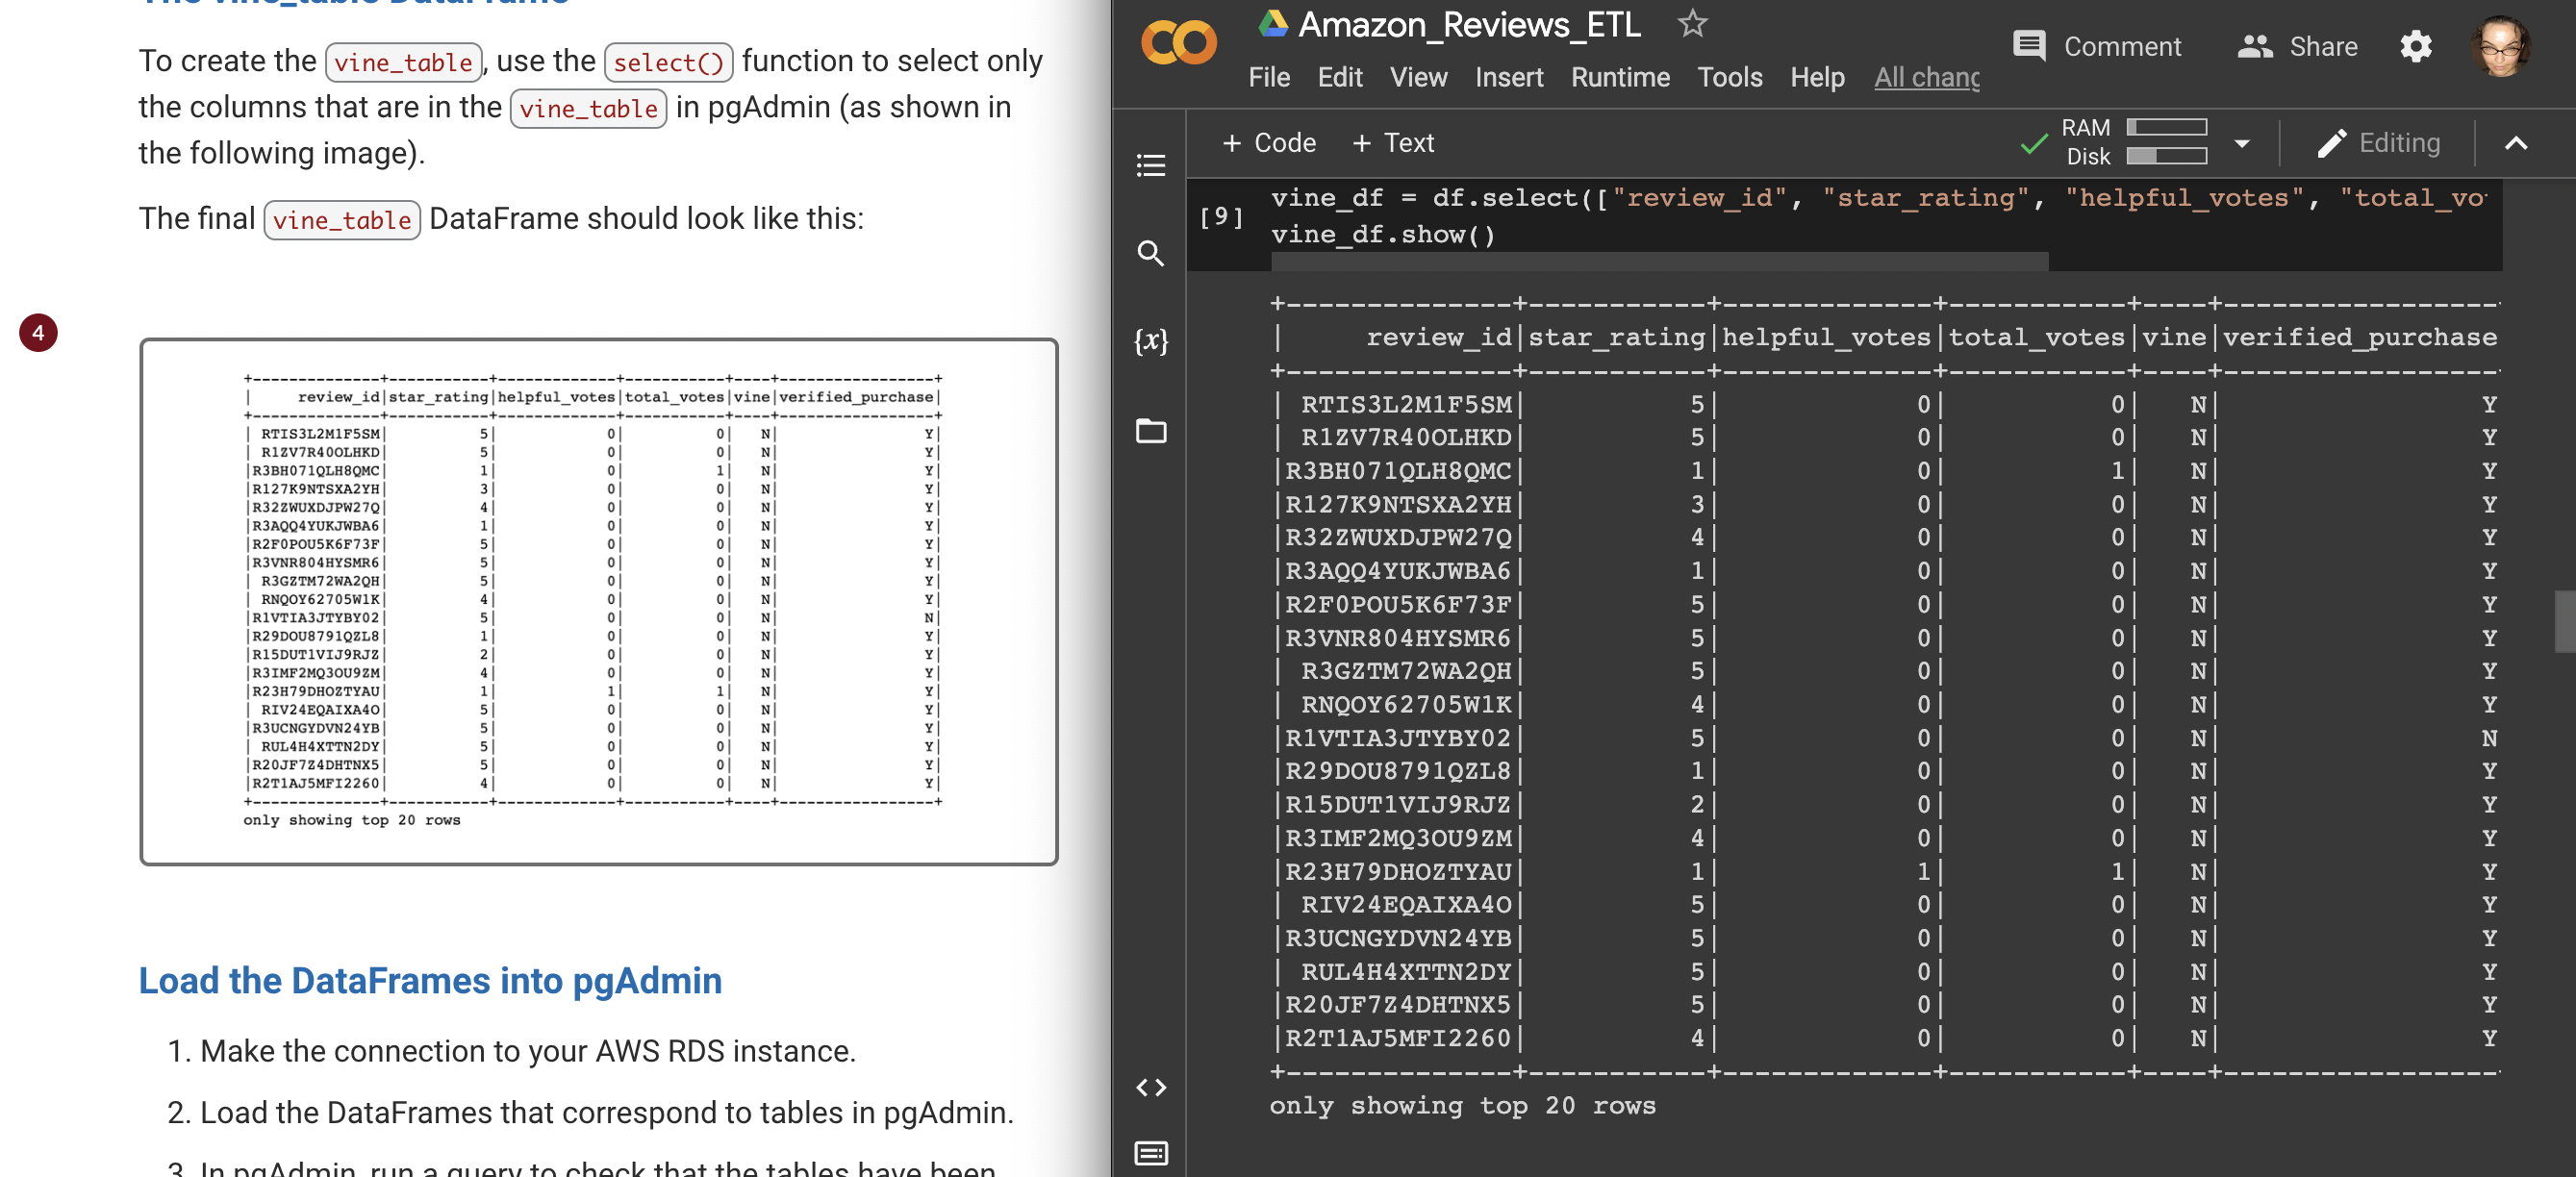 The vine_table DataFrame
To create the vine_table, use the select() function to select only
the columns that are in the vine_table in pgAdmin (as shown in
the following image).
The final vine_table DataFrame should look like this:
4
+--------------+-----------+-------------+-----------+----+-----------------+
|     review_id|star_rating|helpful_votes|total_votes|vine|verified_purchase|
+--------------+-----------+-------------+-----------+----+-----------------+
| RTIS3L2M1F5SM|          5|            0|          0|   N|                Y|
| R1ZV7R40OLHKD|          5|            0|          0|   N|                Y|
|R3BH071QLH8QMC|          1|            0|          1|   N|                Y|
|R127K9NTSXA2YH|          3|            0|          0|   N|                Y|
|R32ZWUXDJPW27Q|          4|            0|          0|   N|                Y|
|R3AQQ4YUKJWBA6|          1|            0|          0|   N|                Y|
|R2F0POU5K6F73F|          5|            0|          0|   N|                Y|
|R3VNR804HYSMR6|          5|            0|          0|   N|                Y|
| R3GZTM72WA2QH|          5|            0|          0|   N|                Y|
| RNQOY62705W1K|          4|            0|          0|   N|                Y|
|R1VTIA3JTYBY02|          5|            0|          0|   N|                N|
|R29DOU8791QZL8|          1|            0|          0|   N|                Y|
|R15DUT1VIJ9RJZ|          2|            0|          0|   N|                Y|
|R3IMF2MQ3OU9ZM|          4|            0|          0|   N|                Y|
|R23H79DHOZTYAU|          1|            1|          1|   N|                Y|
| RIV24EQAIXA4O|          5|            0|          0|   N|                Y|
|R3UCNGYDVN24YB|          5|            0|          0|   N|                Y|
| RUL4H4XTTN2DY|          5|            0|          0|   N|                Y|
|R20JF7Z4DHTNX5|          5|            0|          0|   N|                Y|
|R2T1AJ5MFI2260|          4|            0|          0|   N|                Y|
+--------------+-----------+-------------+-----------+----+-----------------+
only showing top 20 rows
Load the DataFrames into pgAdmin
1. Make the connection to your AWS RDS instance.
2. Load the DataFrames that correspond to tables in pgAdmin.
3. In pgAdmin, run a query to check that the tables have been
Amazon_Reviews_ETL
Comment
Share
File Edit View Insert Runtime Tools Help All chang
+ Code + Text
RAM
Disk
Editing
[9]
vine_df = df.select(["review_id", "star_rating", "helpful_votes", "total_vo
vine_df.show()
{x}
+--------------+-----------+-------------+-----------+----+-----------------
|     review_id|star_rating|helpful_votes|total_votes|vine|verified_purchase
+--------------+-----------+-------------+-----------+----+-----------------
| RTIS3L2M1F5SM|          5|            0|          0|   N|                Y
| R1ZV7R40OLHKD|          5|            0|          0|   N|                Y
|R3BH071QLH8QMC|          1|            0|          1|   N|                Y
|R127K9NTSXA2YH|          3|            0|          0|   N|                Y
|R32ZWUXDJPW27Q|          4|            0|          0|   N|                Y
|R3AQQ4YUKJWBA6|          1|            0|          0|   N|                Y
|R2F0POU5K6F73F|          5|            0|          0|   N|                Y
|R3VNR804HYSMR6|          5|            0|          0|   N|                Y
| R3GZTM72WA2QH|          5|            0|          0|   N|                Y
| RNQOY62705W1K|          4|            0|          0|   N|                Y
|R1VTIA3JTYBY02|          5|            0|          0|   N|                N
|R29DOU8791QZL8|          1|            0|          0|   N|                Y
|R15DUT1VIJ9RJZ|          2|            0|          0|   N|                Y
|R3IMF2MQ3OU9ZM|          4|            0|          0|   N|                Y
|R23H79DHOZTYAU|          1|            1|          1|   N|                Y
| RIV24EQAIXA4O|          5|            0|          0|   N|                Y
|R3UCNGYDVN24YB|          5|            0|          0|   N|                Y
| RUL4H4XTTN2DY|          5|            0|          0|   N|                Y
|R20JF7Z4DHTNX5|          5|            0|          0|   N|                Y
|R2T1AJ5MFI2260|          4|            0|          0|   N|                Y
+--------------+-----------+-------------+-----------+----+-----------------
only showing top 20 rows